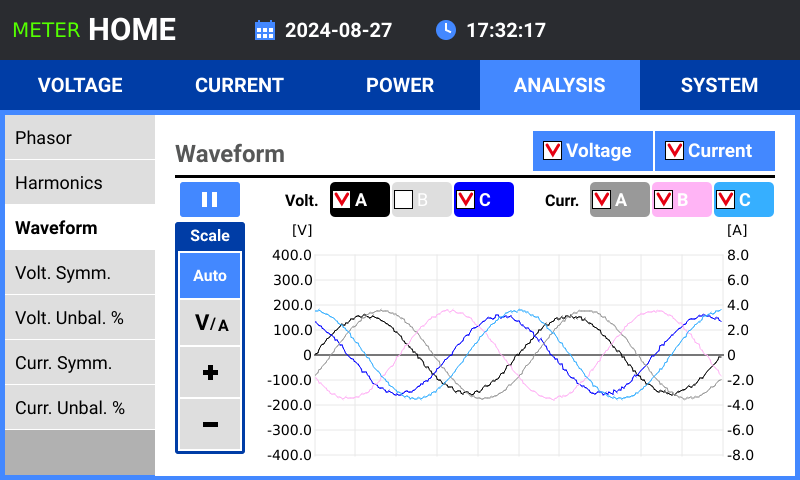 METER HOME 2024-08-27 17:32:17
VOLTAGE CURRENT POWER ANALYSIS SYSTEM
Phasor
Harmonics
Waveform
Volt. Symm.
Volt. Unbal. %
Curr. Symm.
Curr. Unbal. %
Waveform
Voltage Current
Volt. A B C Curr. A B C
Scale
Auto
V/A
+
−
[V] [A]
400.0 8.0
300.0 6.0
200.0 4.0
100.0 2.0
0 0
-100.0 -2.0
-200.0 -4.0
-300.0 -6.0
-400.0 -8.0